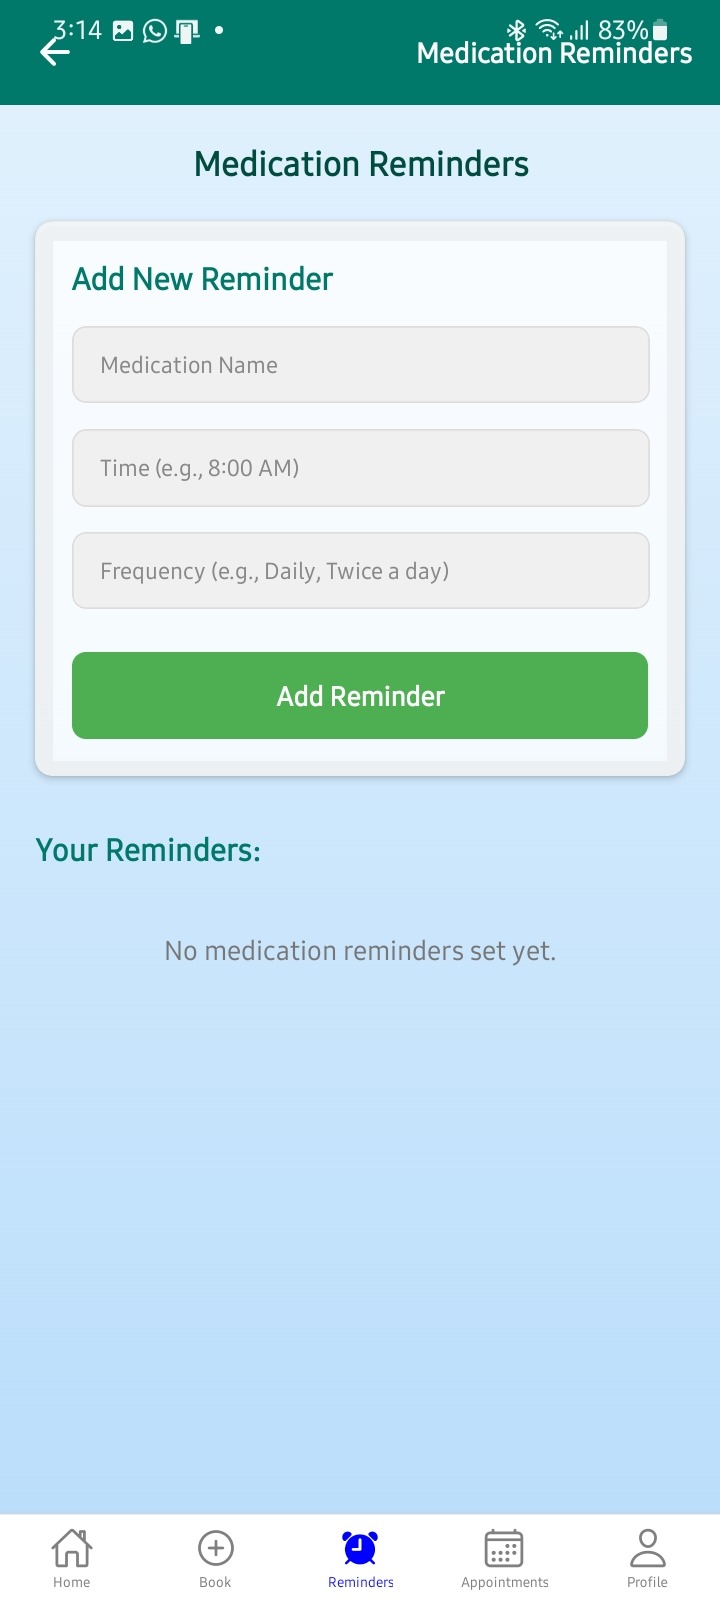 3:14 83%
Medication Reminders
Medication Reminders
Add New Reminder
Medication Name
Time (e.g., 8:00 AM)
Frequency (e.g., Daily, Twice a day)
Add Reminder
Your Reminders:
No medication reminders set yet.
Home Book Reminders Appointments Profile